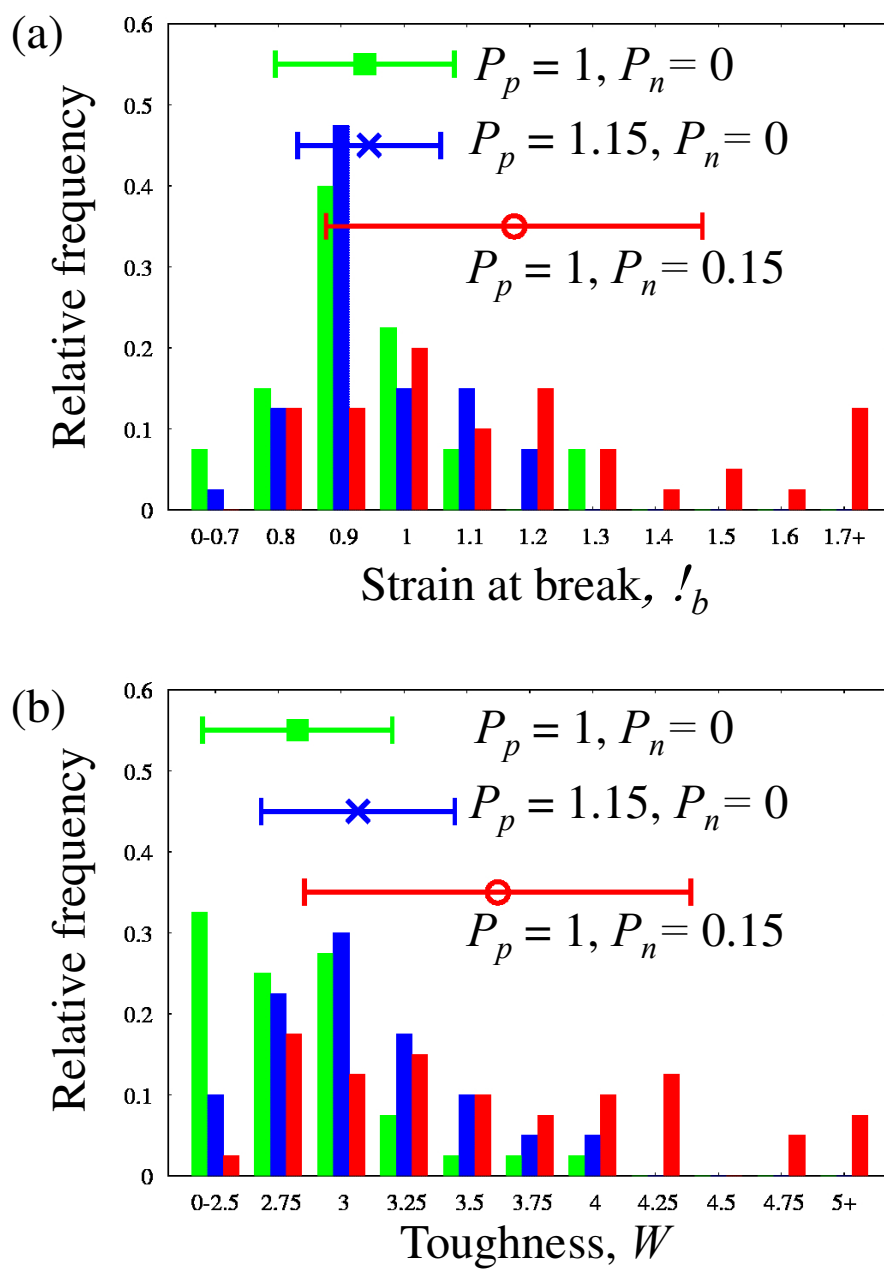 (a)
0.6
0.5
0.4
0.3
0.2
0.1
0
Relative frequency
P_p = 1, P_n = 0
P_p = 1.15, P_n = 0
P_p = 1, P_n = 0.15
0-0.7 0.8 0.9 1 1.1 1.2 1.3 1.4 1.5 1.6 1.7+
Strain at break, !_b
(b)
0.6
0.5
0.4
0.3
0.2
0.1
0
Relative frequency
P_p = 1, P_n = 0
P_p = 1.15, P_n = 0
P_p = 1, P_n = 0.15
0-2.5 2.75 3 3.25 3.5 3.75 4 4.25 4.5 4.75 5+
Toughness, W